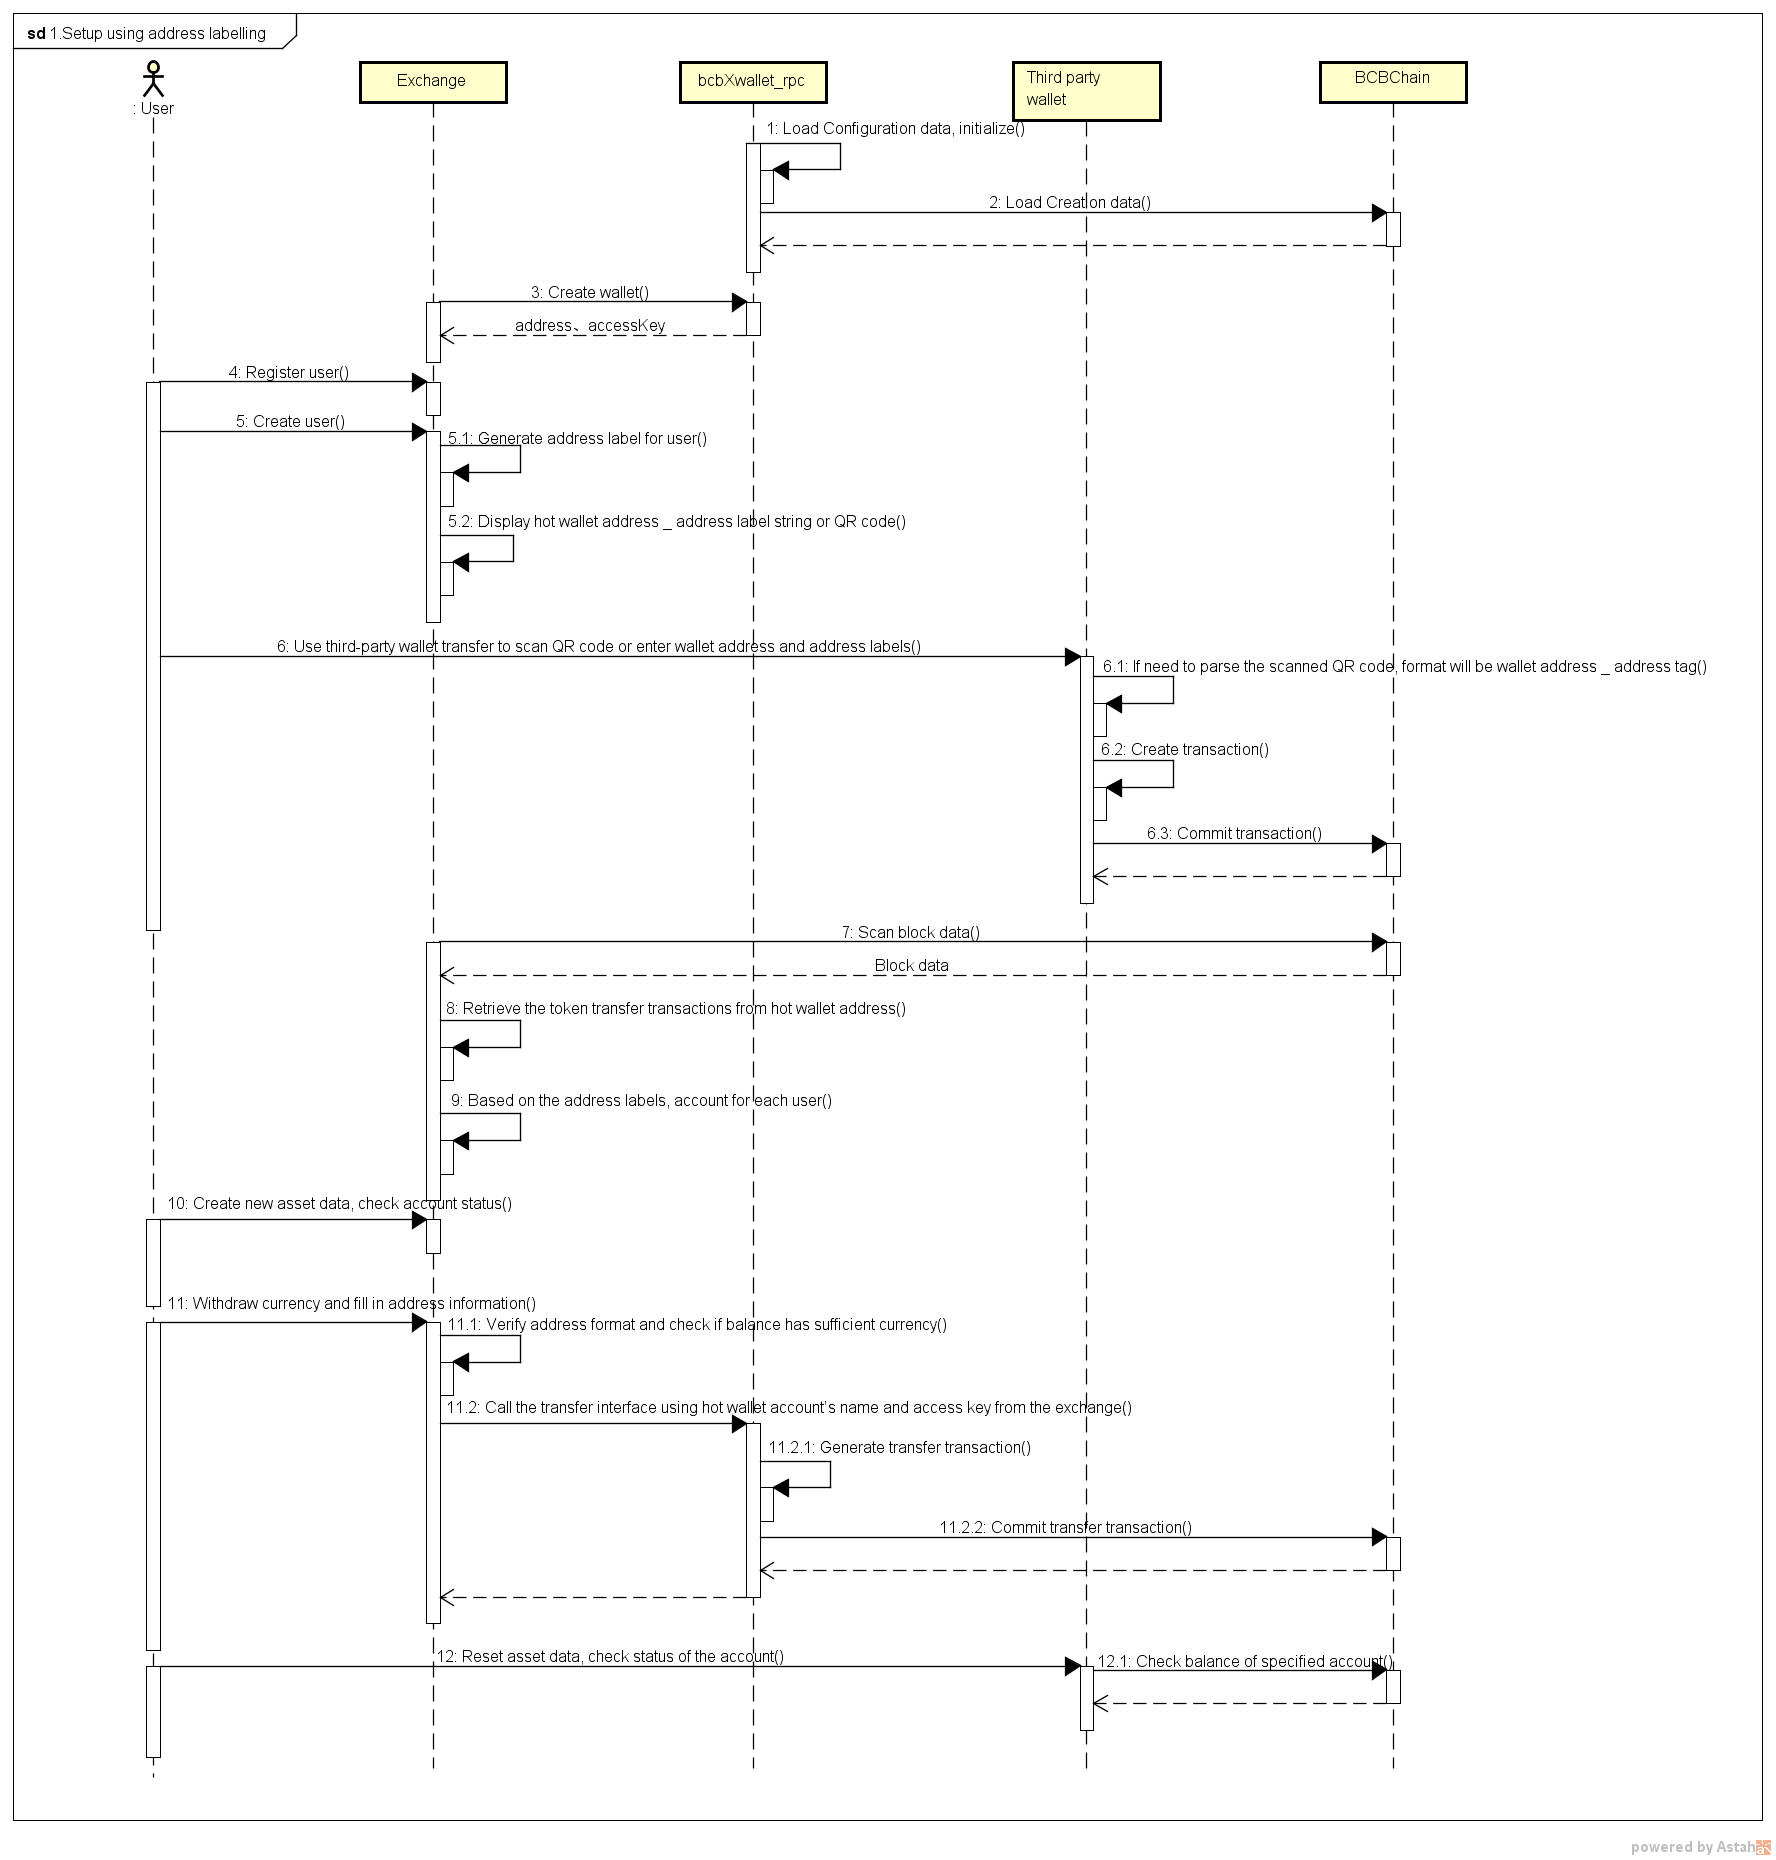 sd 1.Setup using address labelling
: User
Exchange
bcbXwallet_rpc
Third party
wallet
BCBChain
1: Load Configuration data, initialize()
2: Load Creation data()
3: Create wallet()
address、accessKey
4: Register user()
5: Create user()
5.1: Generate address label for user()
5.2: Display hot wallet address _ address label string or QR code()
6: Use third-party wallet transfer to scan QR code or enter wallet address and address labels()
6.1: If need to parse the scanned QR code, format will be wallet address _ address tag()
6.2: Create transaction()
6.3: Commit transaction()
7: Scan block data()
Block data
8: Retrieve the token transfer transactions from hot wallet address()
9: Based on the address labels, account for each user()
10: Create new asset data, check account status()
11: Withdraw currency and fill in address information()
11.1: Verify address format and check if balance has sufficient currency()
11.2: Call the transfer interface using hot wallet account's name and access key from the exchange()
11.2.1: Generate transfer transaction()
11.2.2: Commit transfer transaction()
12: Reset asset data, check status of the account()
12.1: Check balance of specified account()
powered by Astah